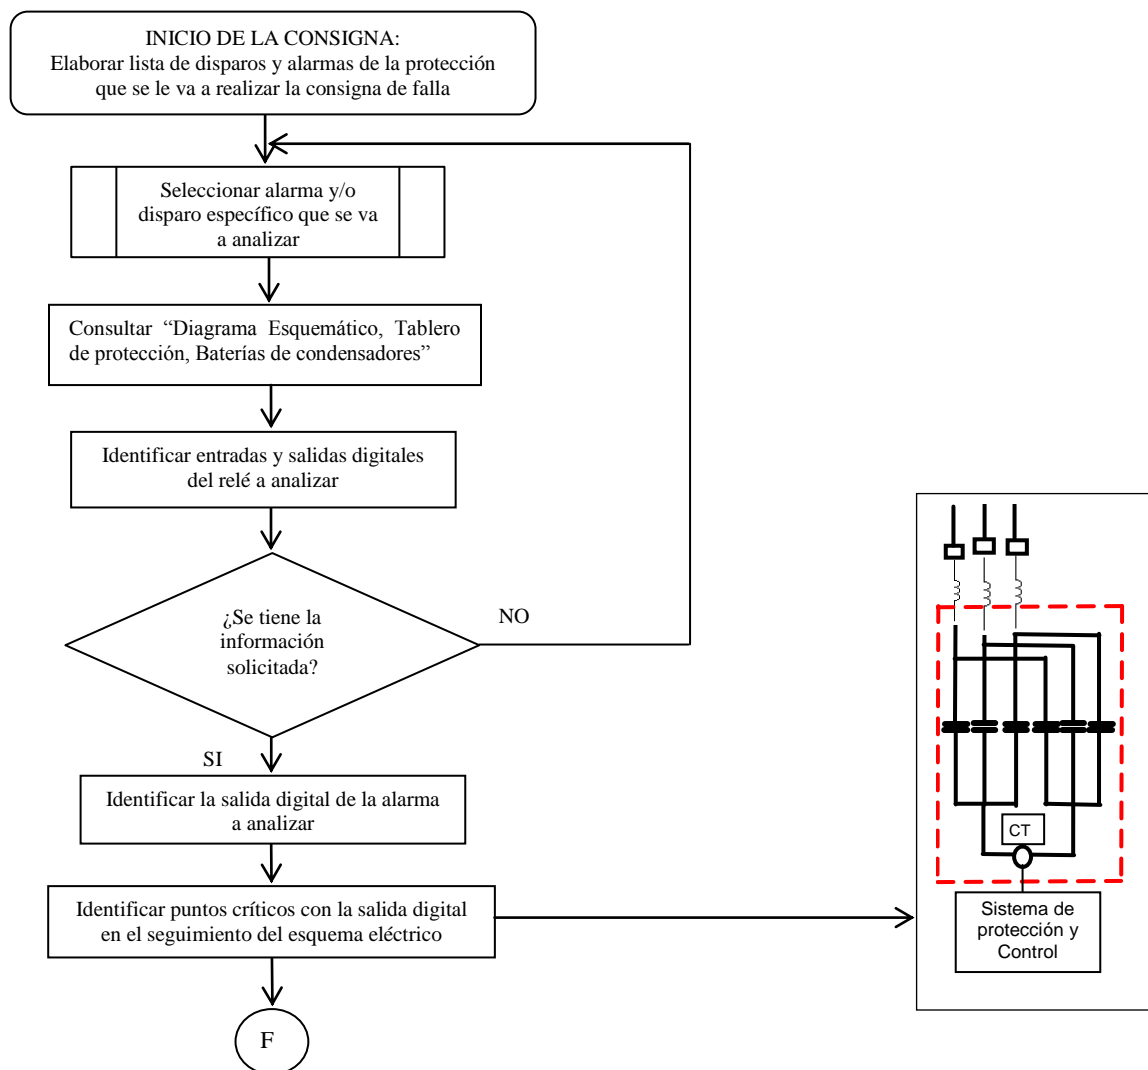 INICIO DE LA CONSIGNA:
Elaborar lista de disparos y alarmas de la protección
que se le va a realizar la consigna de falla
Seleccionar alarma y/o
disparo específico que se va
a analizar
Consultar “Diagrama Esquemático, Tablero
de protección, Baterías de condensadores”
Identificar entradas y salidas digitales
del relé a analizar
¿Se tiene la
información
solicitada?
NO
SI
Identificar la salida digital de la alarma
a analizar
Identificar puntos críticos con la salida digital
en el seguimiento del esquema eléctrico
F
CT
Sistema de
protección y
Control